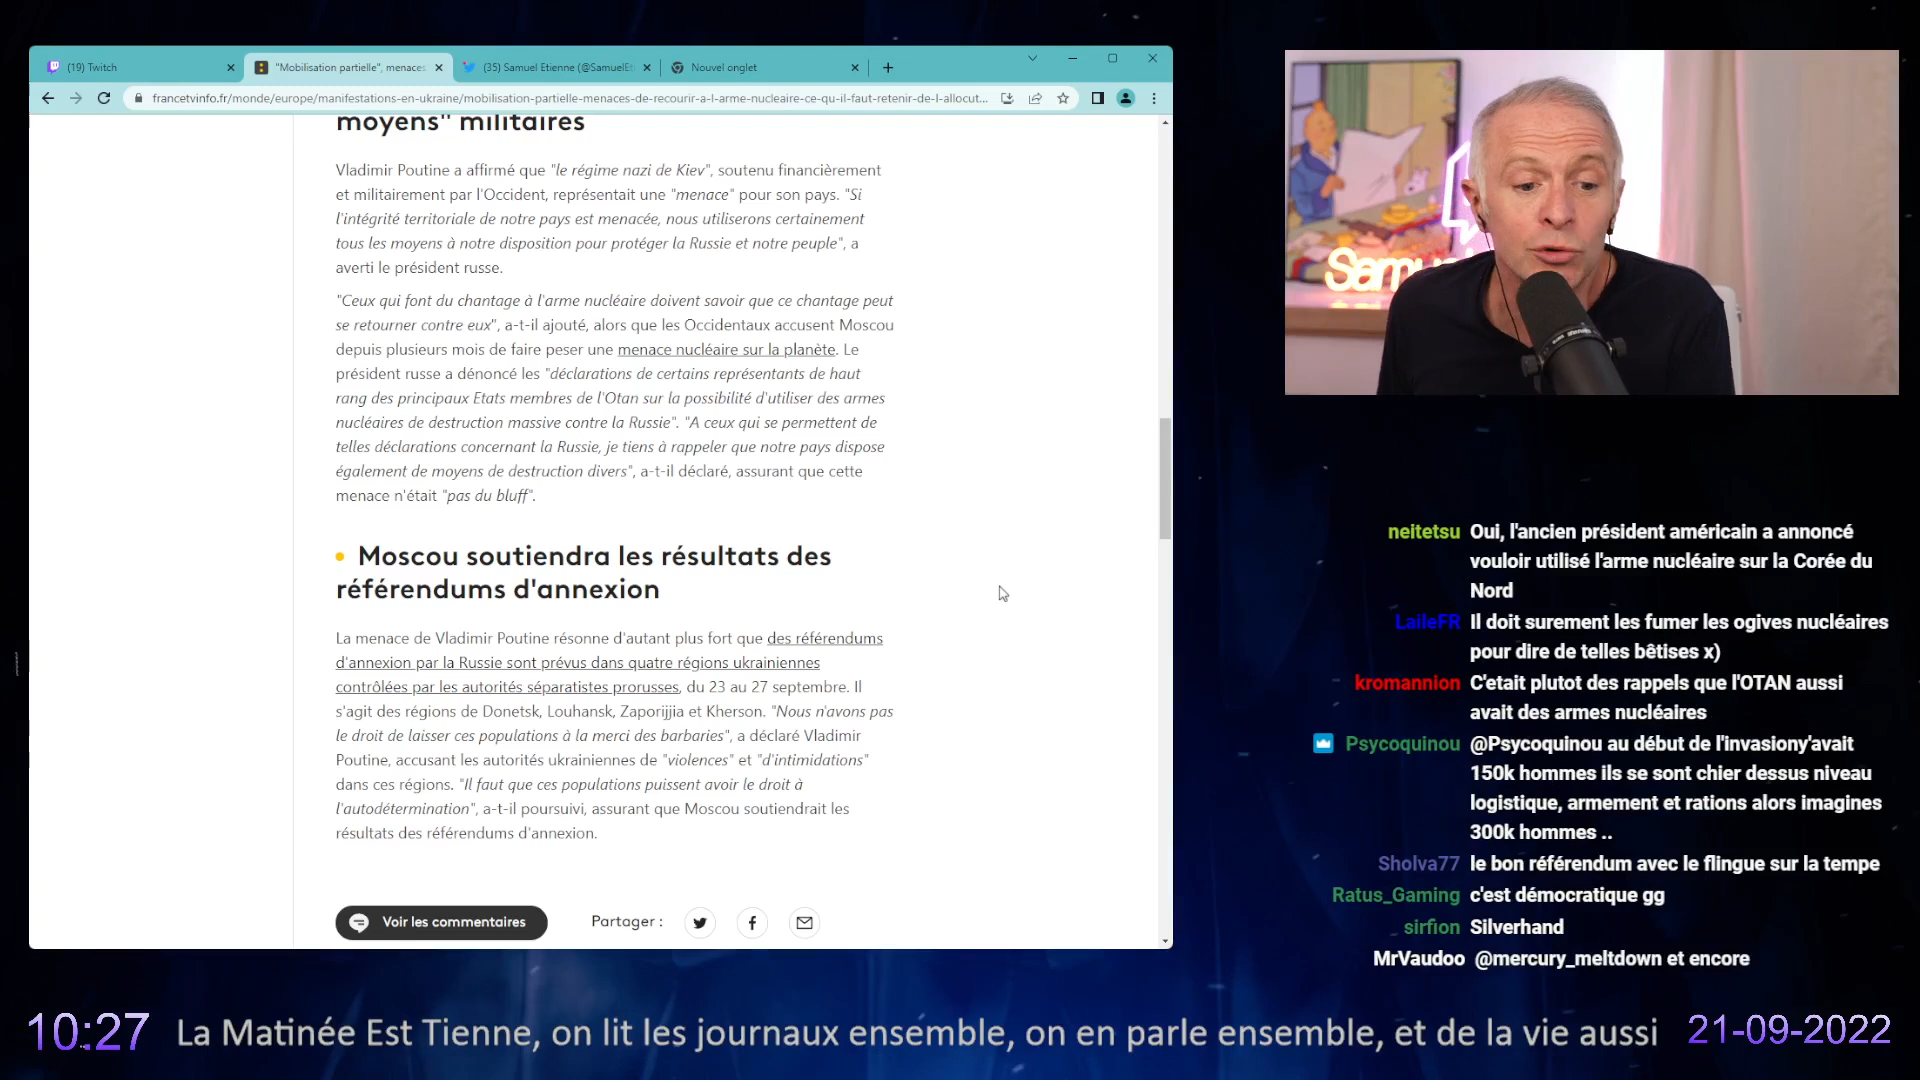 (19) Twitch
"Mobilisation partielle", menaces
(35) Samuel Etienne (@SamuelEt
Nouvel onglet
francetvinfo.fr/monde/europe/manifestations-en-ukraine/mobilisation-partielle-menaces-de-recourir-a-l-arme-nucleaire-ce-qu-il-faut-retenir-de-l-allocut...
moyens" militaires
Vladimir Poutine a affirmé que "le régime nazi de Kiev", soutenu financièrement
et militairement par l'Occident, représentait une "menace" pour son pays. "Si
l'intégrité territoriale de notre pays est menacée, nous utiliserons certainement
tous les moyens à notre disposition pour protéger la Russie et notre peuple", a
averti le président russe.
"Ceux qui font du chantage à l'arme nucléaire doivent savoir que ce chantage peut
se retourner contre eux", a-t-il ajouté, alors que les Occidentaux accusent Moscou
depuis plusieurs mois de faire peser une menace nucléaire sur la planète. Le
président russe a dénoncé les "déclarations de certains représentants de haut
rang des principaux Etats membres de l'Otan sur la possibilité d'utiliser des armes
nucléaires de destruction massive contre la Russie". "A ceux qui se permettent de
telles déclarations concernant la Russie, je tiens à rappeler que notre pays dispose
également de moyens de destruction divers", a-t-il déclaré, assurant que cette
menace n'était "pas du bluff".
Moscou soutiendra les résultats des
référendums d'annexion
La menace de Vladimir Poutine résonne d'autant plus fort que des référendums
d'annexion par la Russie sont prévus dans quatre régions ukrainiennes
contrôlées par les autorités séparatistes prorusses, du 23 au 27 septembre. Il
s'agit des régions de Donetsk, Louhansk, Zaporijjia et Kherson. "Nous n'avons pas
le droit de laisser ces populations à la merci des barbaries", a déclaré Vladimir
Poutine, accusant les autorités ukrainiennes de "violences" et "d'intimidations"
dans ces régions. "Il faut que ces populations puissent avoir le droit à
l'autodétermination", a-t-il poursuivi, assurant que Moscou soutiendrait les
résultats des référendums d'annexion.
Voir les commentaires
Partager :
Samu
neitetsu Oui, l'ancien président américain a annoncé
vouloir utilisé l'arme nucléaire sur la Corée du
Nord
LaileFR Il doit surement les fumer les ogives nucléaires
pour dire de telles bêtises x)
kromannion C'etait plutot des rappels que l'OTAN aussi
avait des armes nucléaires
Psycoquinou @Psycoquinou au début de l'invasiony'avait
150k hommes ils se sont chier dessus niveau
logistique, armement et rations alors imagines
300k hommes ..
Sholva77 le bon référendum avec le flingue sur la tempe
Ratus_Gaming c'est démocratique gg
sirfion Silverhand
MrVaudoo @mercury_meltdown et encore
10:27
La Matinée Est Tienne, on lit les journaux ensemble, on en parle ensemble, et de la vie aussi
21-09-2022